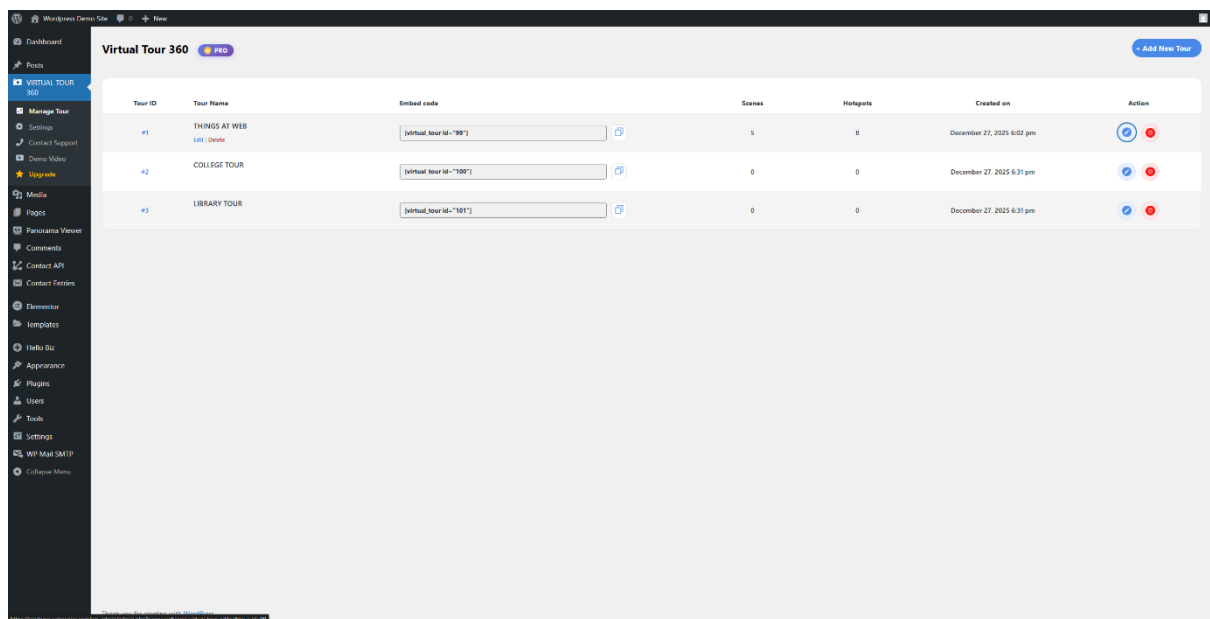 Wordpress Demo Site 0 + New
Dashboard
Posts
VIRTUAL TOUR
360
Manage Tour
Settings
Contact Support
Demo Video
Upgrade
Media
Pages
Panorama Viewer
Comments
Contact API
Contact Entries
Elementor
Templates
Hello Biz
Appearance
Plugins
Users
Tools
Settings
WP Mail SMTP
Collapse Menu
Virtual Tour 360 PRO
+ Add New Tour
Tour ID Tour Name Embed code Scenes Hotspots Created on Action
#1 THINGS AT WEB [virtual_tour id="99"] 5 8 December 27, 2025 6:02 pm
Edit | Delete
#2 COLLEGE TOUR [virtual_tour id="100"] 0 0 December 27, 2025 6:31 pm
#3 LIBRARY TOUR [virtual_tour id="101"] 0 0 December 27, 2025 6:31 pm
Thank you for creating with WordPress.